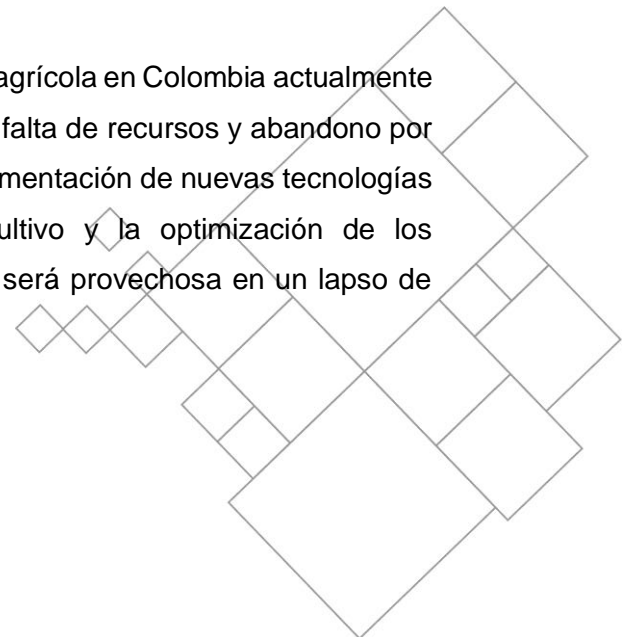 agrícola en Colombia actualmente
falta de recursos y abandono por
mentación de nuevas tecnologías
ultivo y la optimización de los
será provechosa en un lapso de